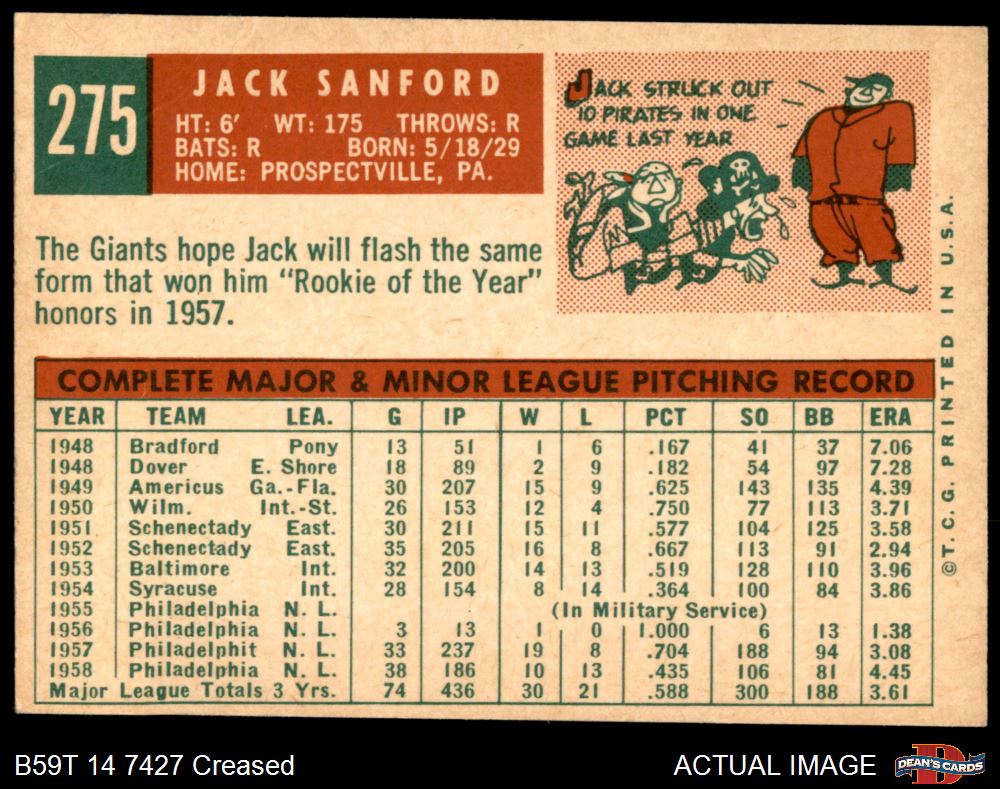 275
JACK SANFORD
HT: 6' WT: 175 THROWS: R
BATS: R BORN: 5/18/29
HOME: PROSPECTVILLE, PA.
JACK STRUCK OUT
10 PIRATES IN ONE
GAME LAST YEAR
The Giants hope Jack will flash the same
form that won him "Rookie of the Year"
honors in 1957.
COMPLETE MAJOR & MINOR LEAGUE PITCHING RECORD
YEAR TEAM LEA. G IP W L PCT SO BB ERA
1948 Bradford Pony 13 51 1 6 .167 41 37 7.06
1948 Dover E. Shore 18 89 2 9 .182 54 97 7.28
1949 Americus Ga.-Fla. 30 207 15 9 .625 143 135 4.39
1950 Wilm. Int.-St. 26 153 12 4 .750 77 113 3.71
1951 Schenectady East. 30 211 15 11 .577 104 125 3.58
1952 Schenectady East. 35 205 16 8 .667 113 91 2.94
1953 Baltimore Int. 32 200 14 13 .519 128 110 3.96
1954 Syracuse Int. 28 154 8 14 .364 100 84 3.86
1955 Philadelphia N. L. (In Military Service)
1956 Philadelphia N. L. 3 13 1 0 1.000 6 13 1.38
1957 Philadelphit N. L. 33 237 19 8 .704 188 94 3.08
1958 Philadelphia N. L. 38 186 10 13 .435 106 81 4.45
Major League Totals 3 Yrs. 74 436 30 21 .588 300 188 3.61
©T. C. G. PRINTED IN U. S. A.
B59T 14 7427 Creased
ACTUAL IMAGE
DEAN'S CARDS